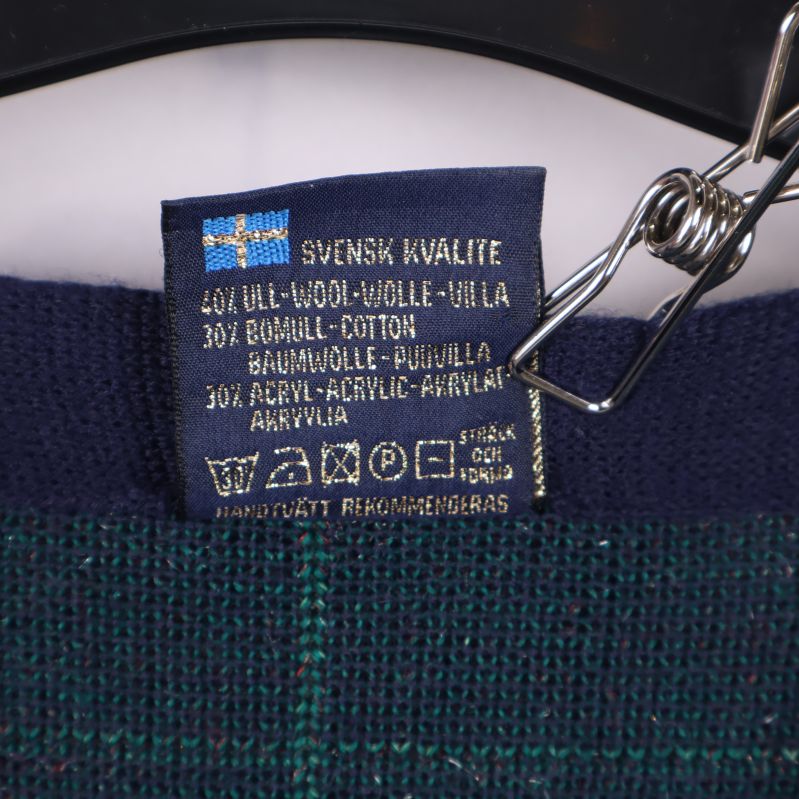 SVENSK KVALITE
40% ULL-WOOL-WOLLE-VILLA
30% BOMULL-COTTON
BAUMWOLLE-PUUVILLA
30% ACRYL-ACRYLIC-AKRYLAT
AKRYYLIA
30 P STRÄCK
OCH
FORMA
HANDTVÄTT REKOMMENDERAS